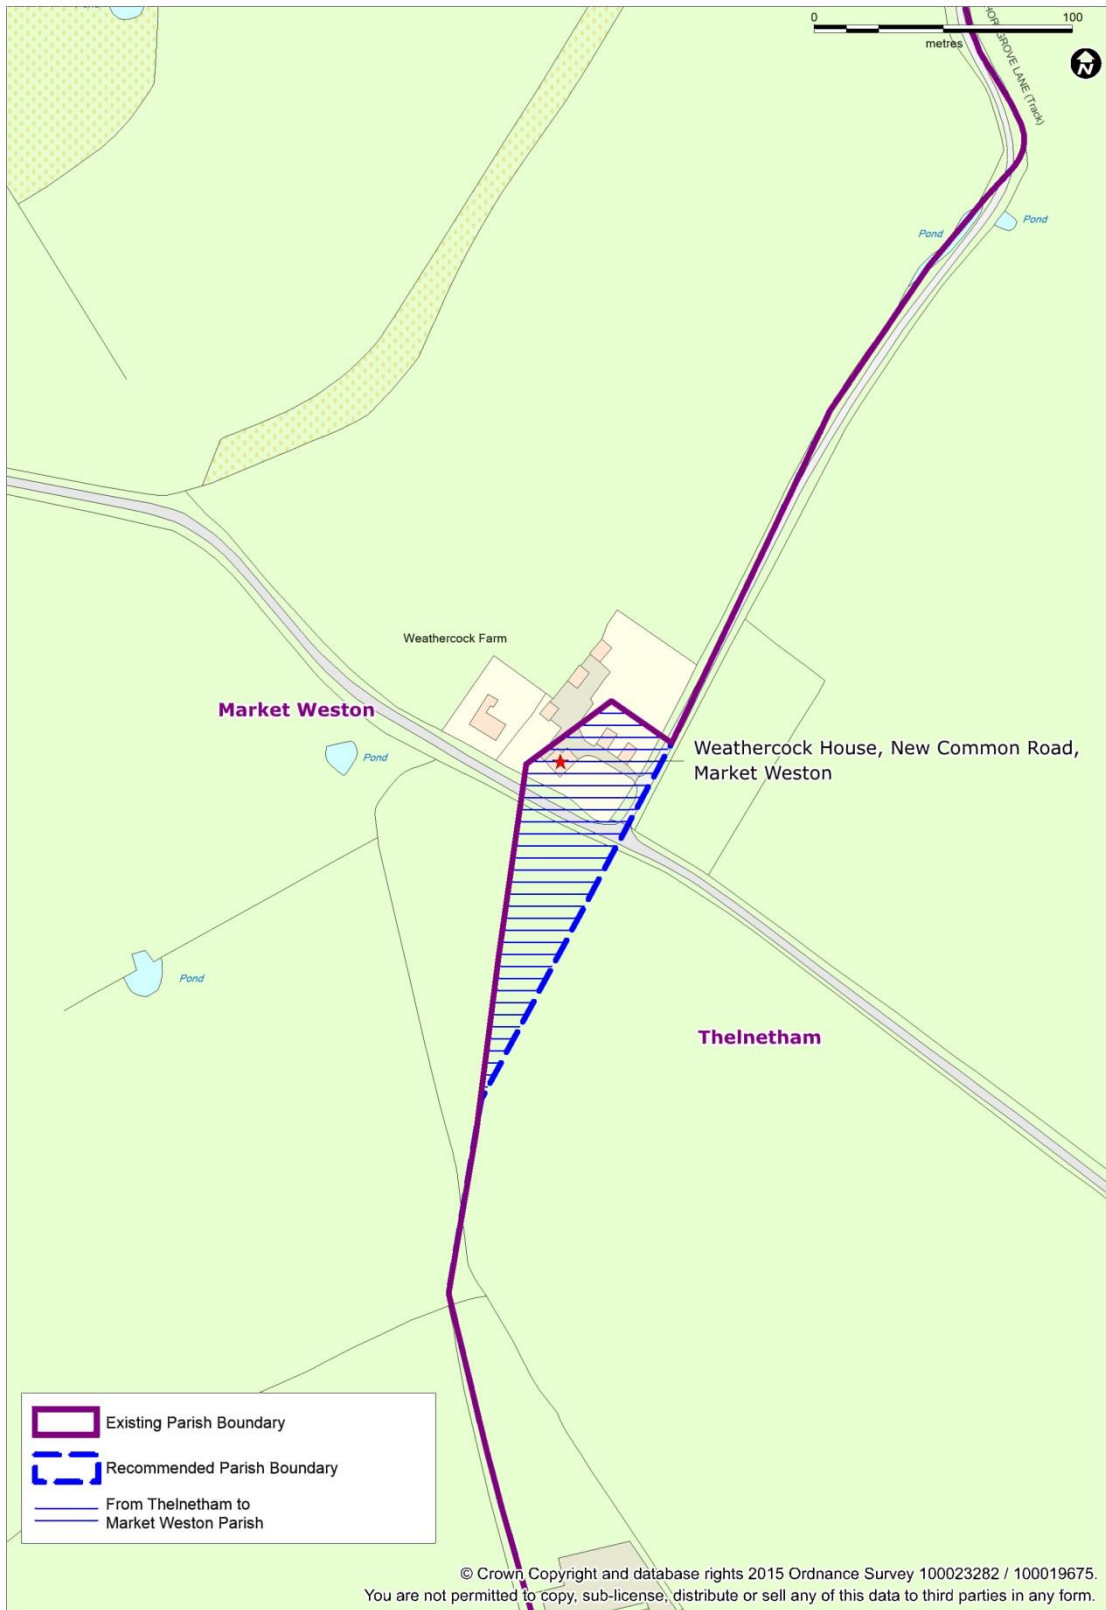 0 100
metres
N
HORNGROVE LANE (Track)
Pond
Pond
Weathercock Farm
Market Weston
Pond
Weathercock House, New Common Road,
Market Weston
Pond
Thelnetham
Existing Parish Boundary
Recommended Parish Boundary
From Thelnetham to
Market Weston Parish
© Crown Copyright and database rights 2015 Ordnance Survey 100023282 / 100019675.
You are not permitted to copy, sub-license, distribute or sell any of this data to third parties in any form.